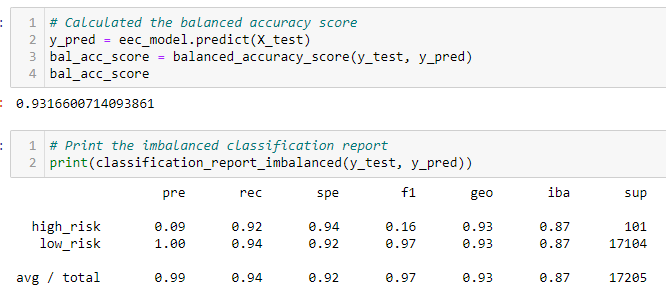 1 # Calculated the balanced accuracy score
2 y_pred = eec_model.predict(X_test)
3 bal_acc_score = balanced_accuracy_score(y_test, y_pred)
4 bal_acc_score
0.9316600714093861
1 # Print the imbalanced classification report
2 print(classification_report_imbalanced(y_test, y_pred))
pre rec spe f1 geo iba sup
high_risk 0.09 0.92 0.94 0.16 0.93 0.87 101
low_risk 1.00 0.94 0.92 0.97 0.93 0.87 17104
avg / total 0.99 0.94 0.92 0.97 0.93 0.87 17205